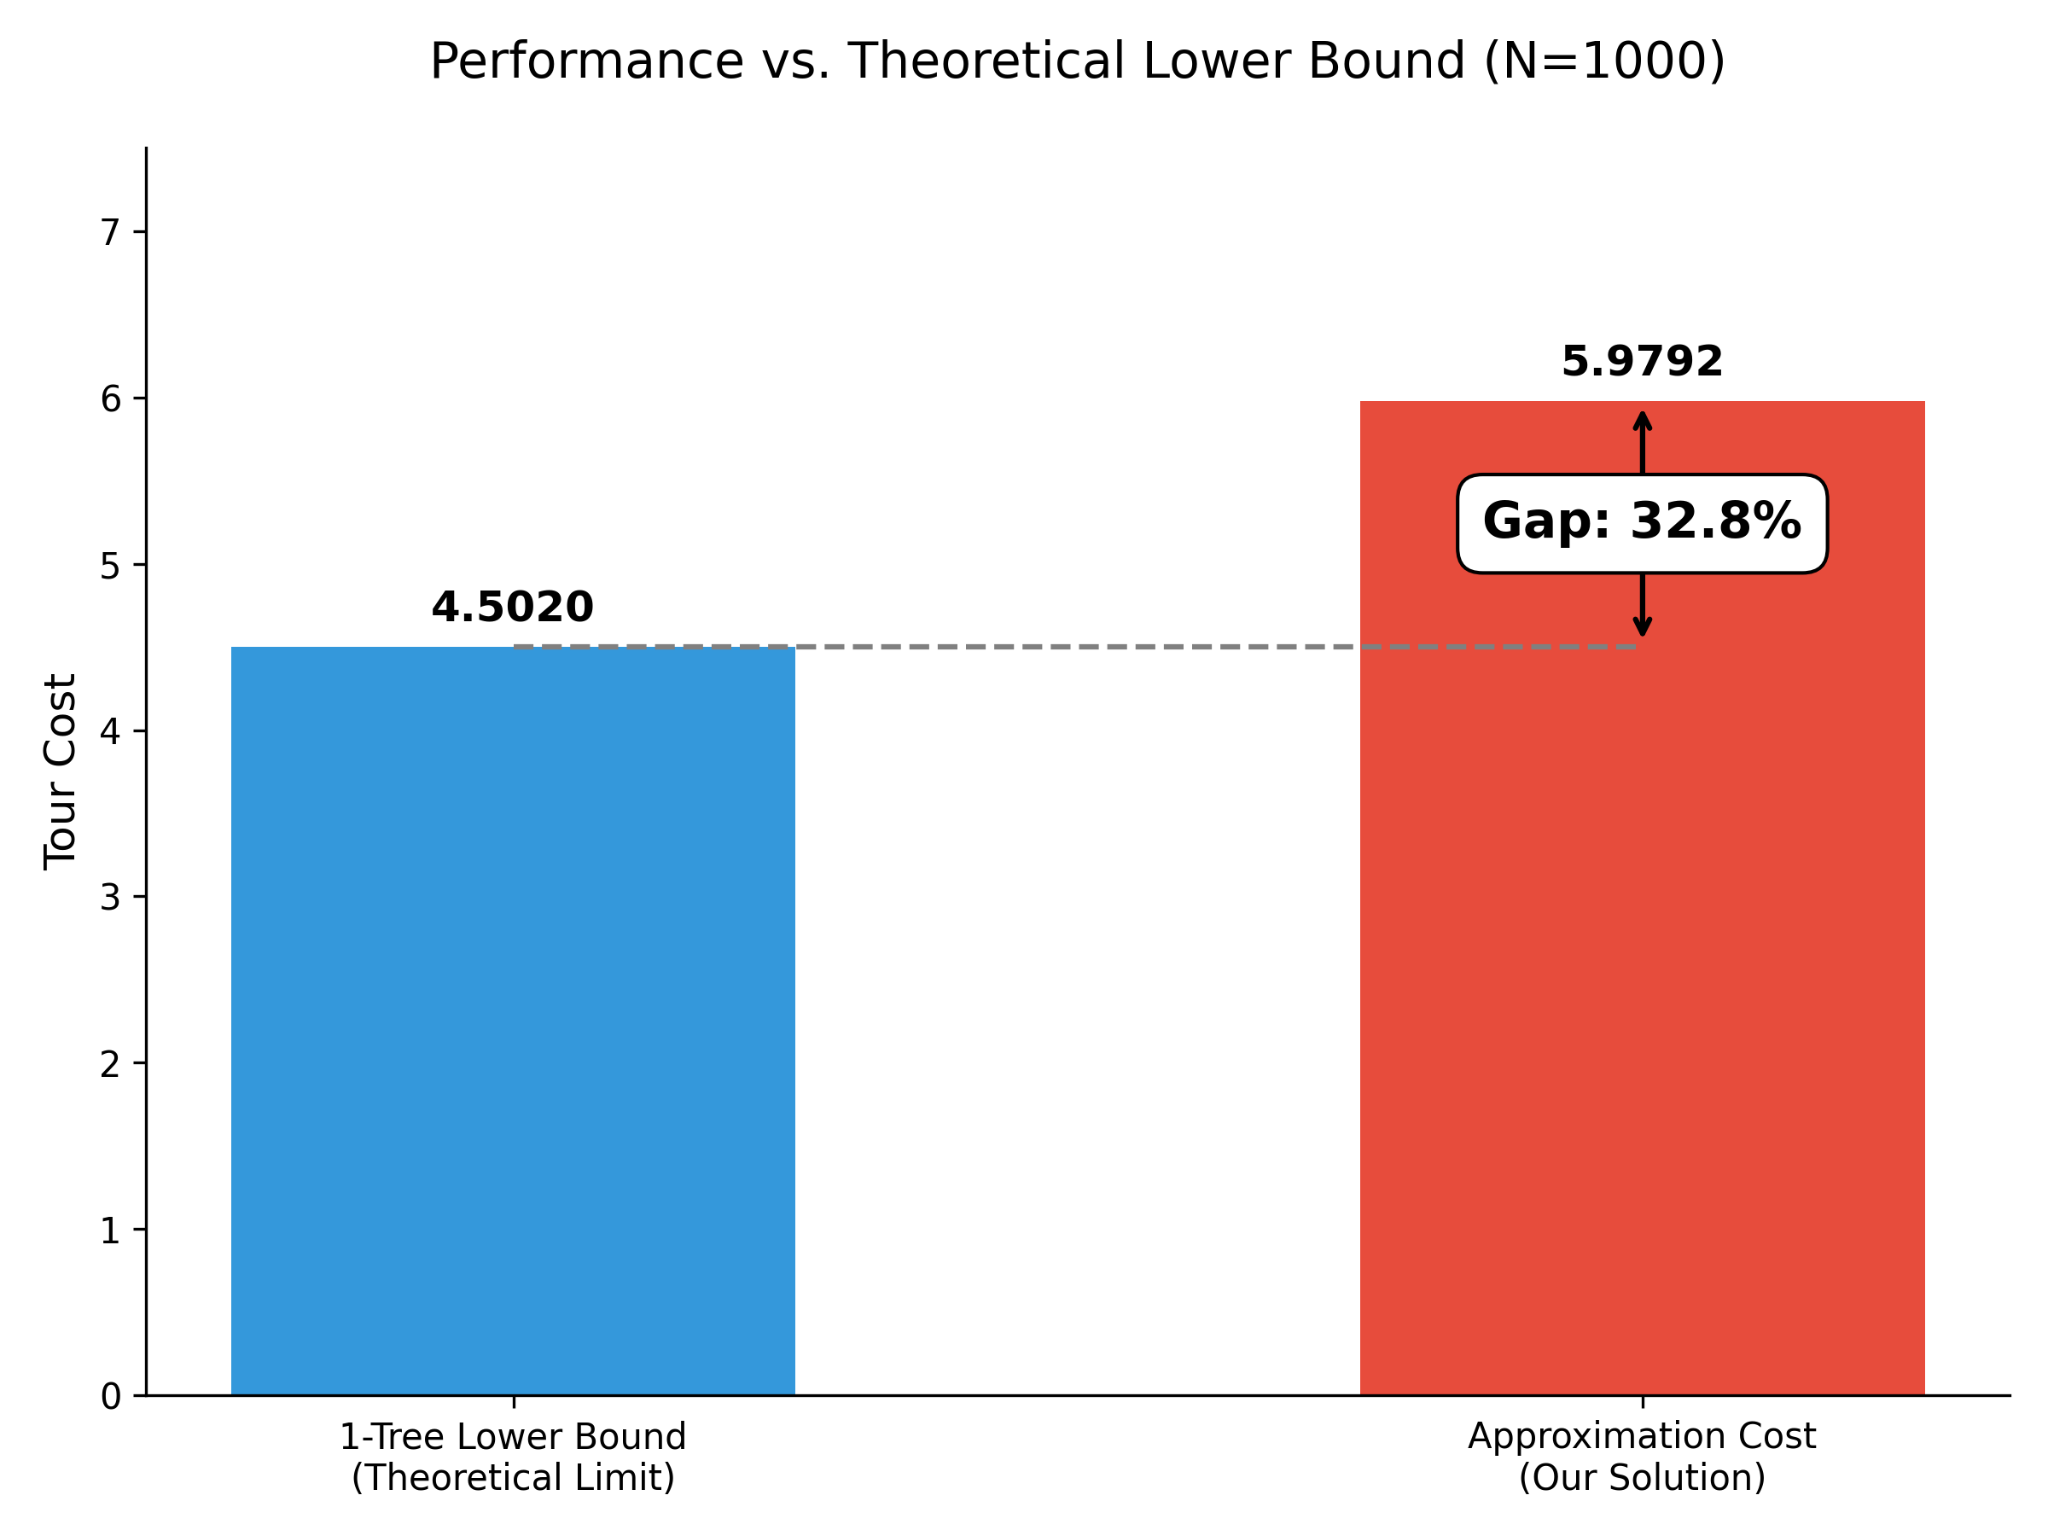 Performance vs. Theoretical Lower Bound (N=1000)
Tour Cost
7
6
5
4
3
2
1
0
4.5020
5.9792
Gap: 32.8%
1-Tree Lower Bound
(Theoretical Limit)
Approximation Cost
(Our Solution)